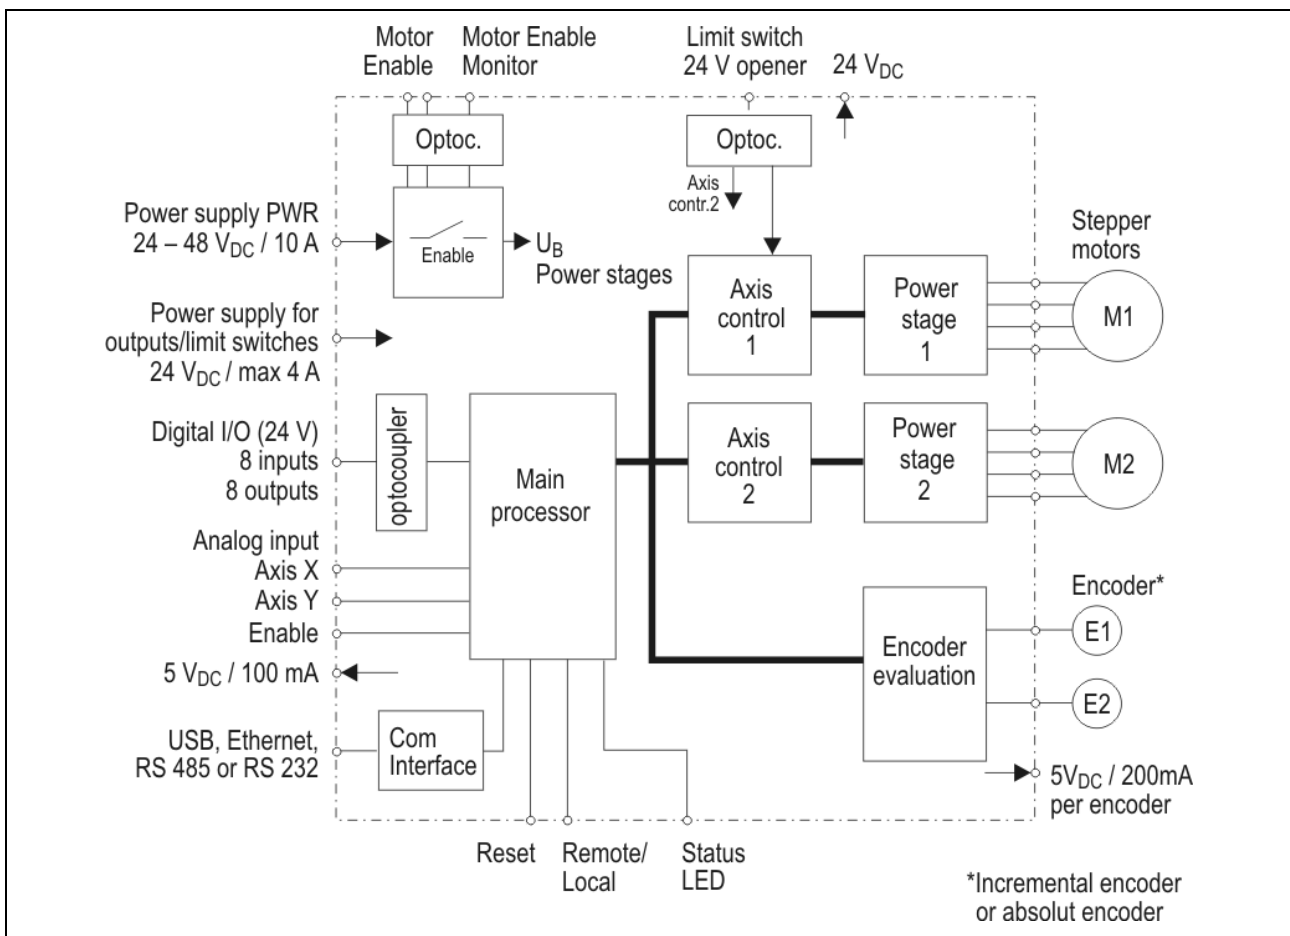 Motor
Enable
Motor Enable
Monitor
Limit switch
24 V opener
24 VDC
Optoc.
Optoc.
Axis
contr.2
Power supply PWR
24 – 48 VDC / 10 A
Enable
UB
Power stages
Stepper
motors
Axis
control
1
Power
stage
1
M1
Power supply for
outputs/limit switches
24 VDC / max 4 A
Digital I/O (24 V)
8 inputs
8 outputs
optocoupler
Main
processor
Axis
control
2
Power
stage
2
M2
Analog input
Axis X
Axis Y
Enable
5 VDC / 100 mA
Encoder*
E1
E2
Encoder
evaluation
USB, Ethernet,
RS 485 or RS 232
Com
Interface
5VDC / 200mA
per encoder
Reset
Remote/
Local
Status
LED
*Incremental encoder
or absolut encoder